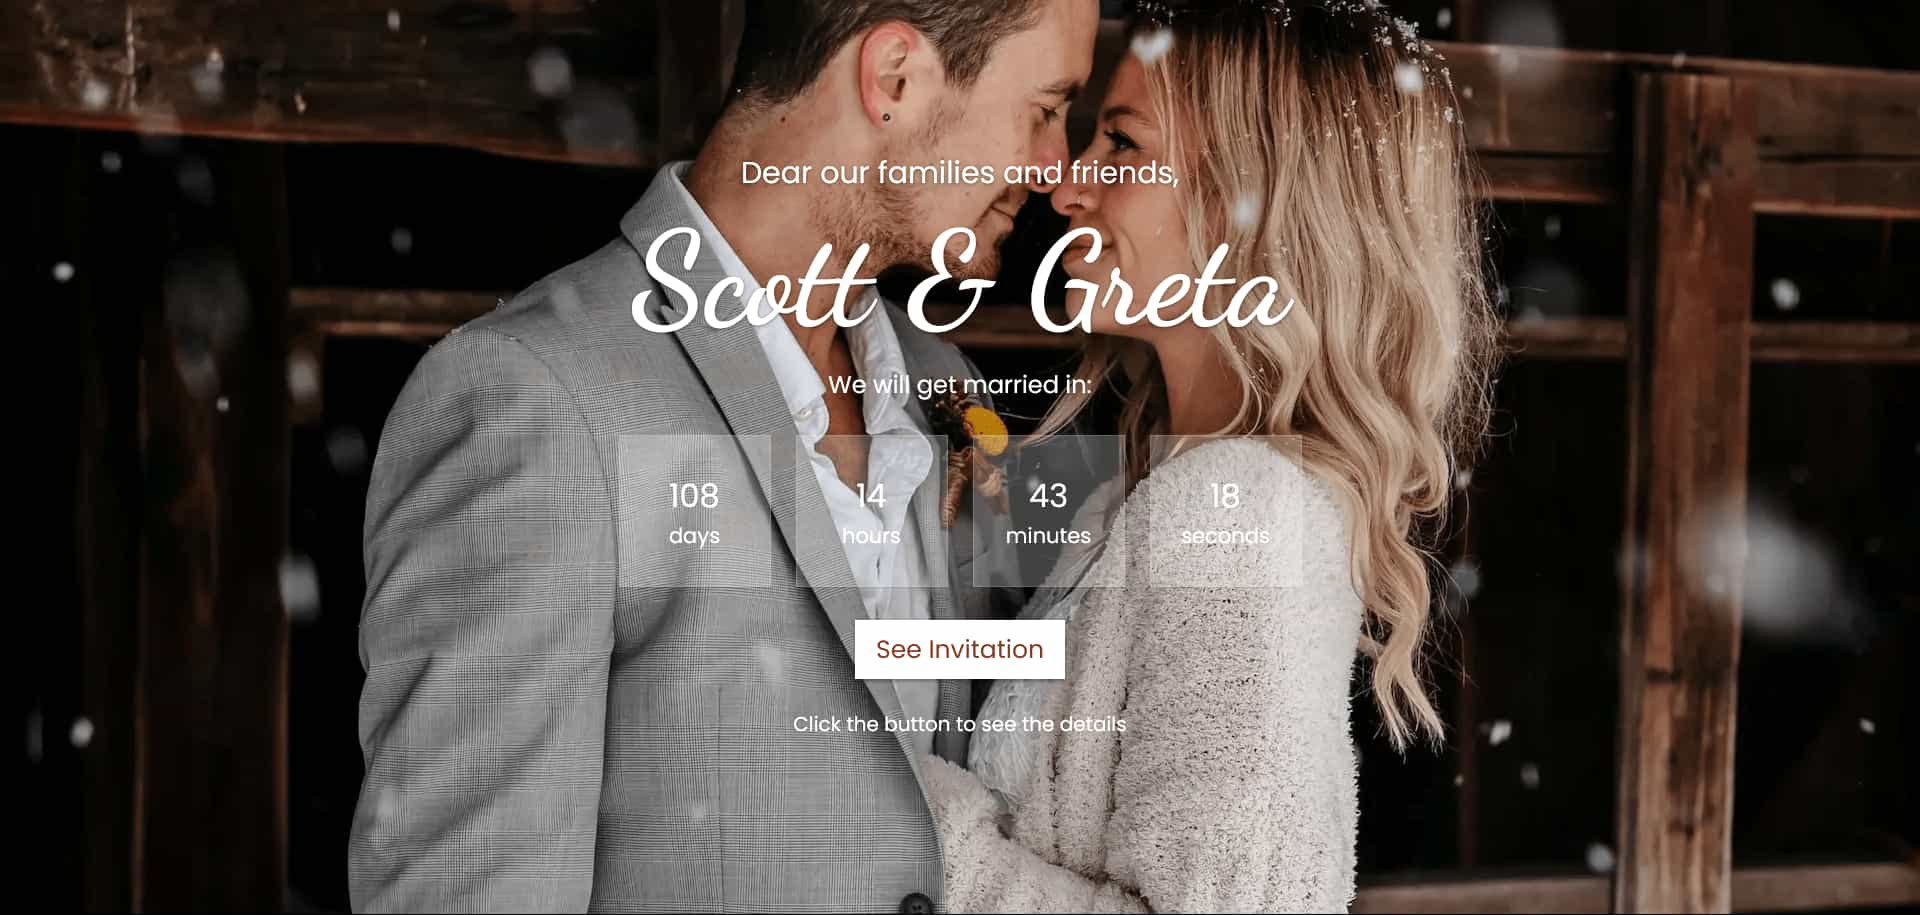 Dear our families and friends,
Scott & Greta
We will get married in:
108 14 43 18
days hours minutes seconds
See Invitation
Click the button to see the details